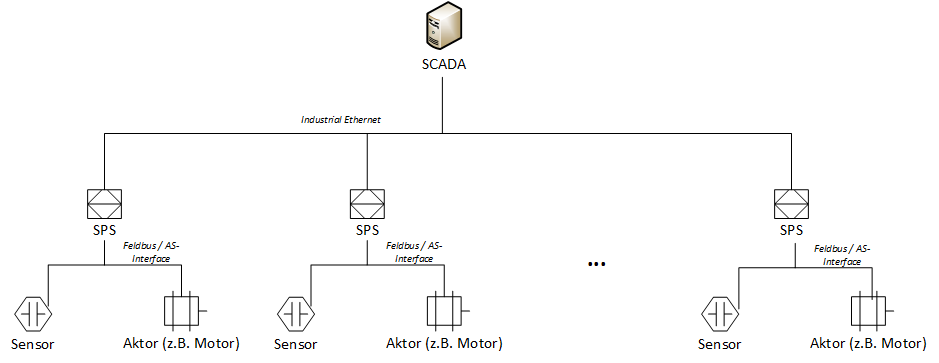 SCADA
Industrial Ethernet
SPS
SPS
SPS
Feldbus / AS-
Interface
Feldbus / AS-
Interface
Feldbus / AS-
Interface
...
Sensor
Aktor (z.B. Motor)
Sensor
Aktor (z.B. Motor)
Sensor
Aktor (z.B. Motor)